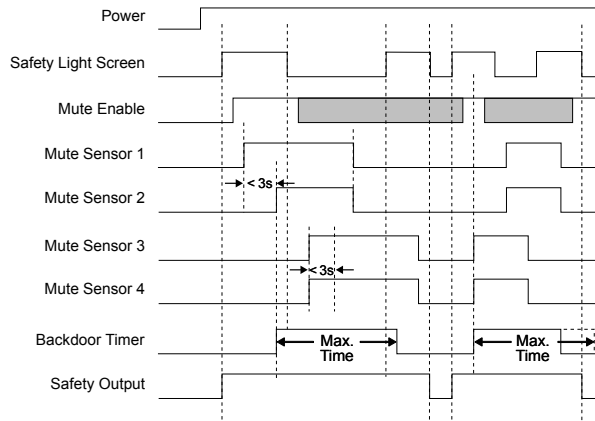 Power
Safety Light Screen
Mute Enable
Mute Sensor 1
< 3s
Mute Sensor 2
Mute Sensor 3
< 3s
Mute Sensor 4
Backdoor Timer
Max.
Time
Max.
Time
Safety Output